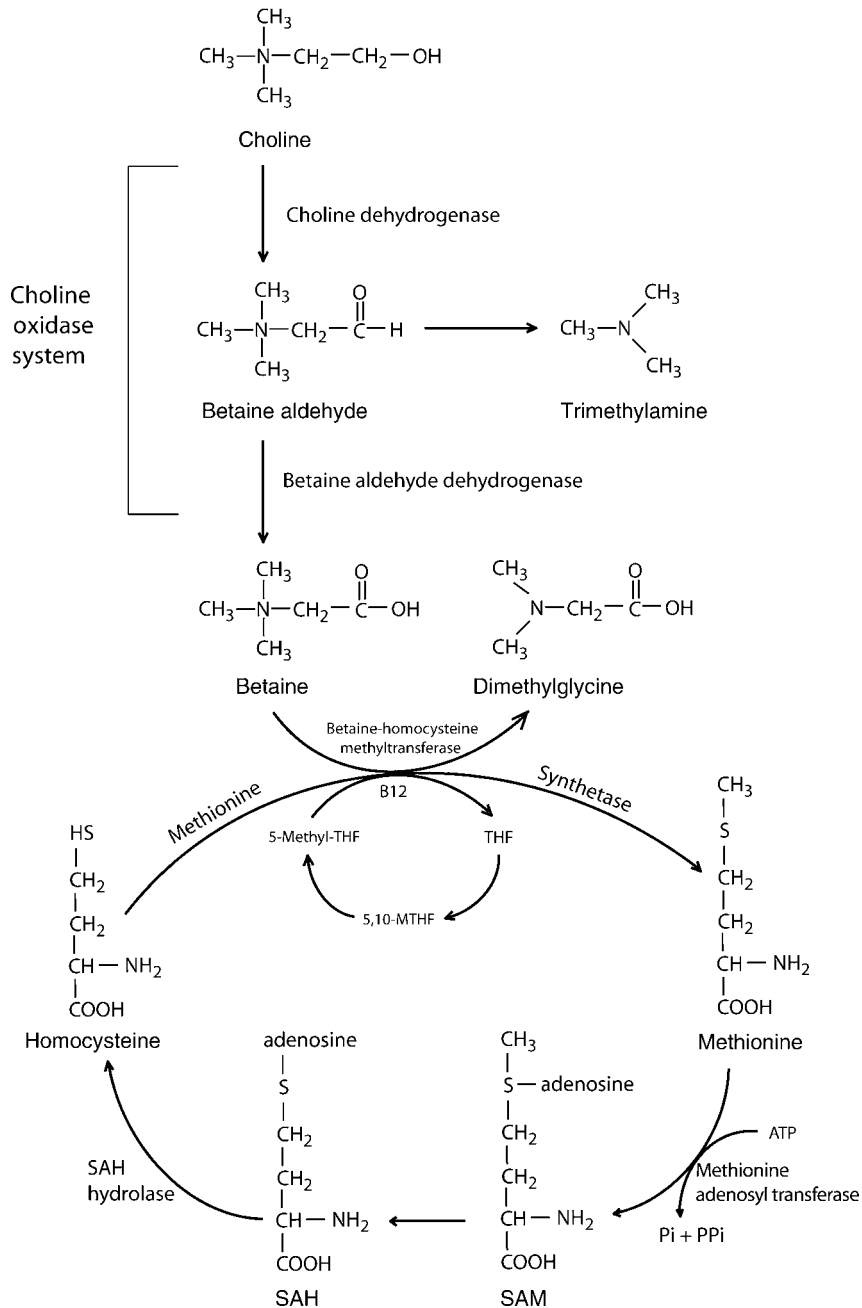 CH3
CH3—N—CH2—CH2—OH
CH3
Choline
Choline dehydrogenase
Choline
oxidase
system
CH3
O
CH3—N—CH2—C—H
CH3
Betaine aldehyde
CH3
CH3—N
CH3
Trimethylamine
Betaine aldehyde dehydrogenase
CH3
O
CH3—N—CH2—C—OH
CH3
Betaine
CH3
O
N—CH2—C—OH
CH3
Dimethylglycine
Betaine-homocysteine
methyltransferase
B12
Methionine
Synthetase
5-Methyl-THF
THF
5,10-MTHF
HS
CH2
CH2
CH—NH2
COOH
Homocysteine
CH3
S
CH2
CH2
CH—NH2
COOH
Methionine
ATP
Methionine
adenosyl transferase
Pi + PPi
CH3
S—adenosine
CH2
CH2
CH—NH2
COOH
SAM
adenosine
S
CH2
CH2
CH—NH2
COOH
SAH
SAH
hydrolase